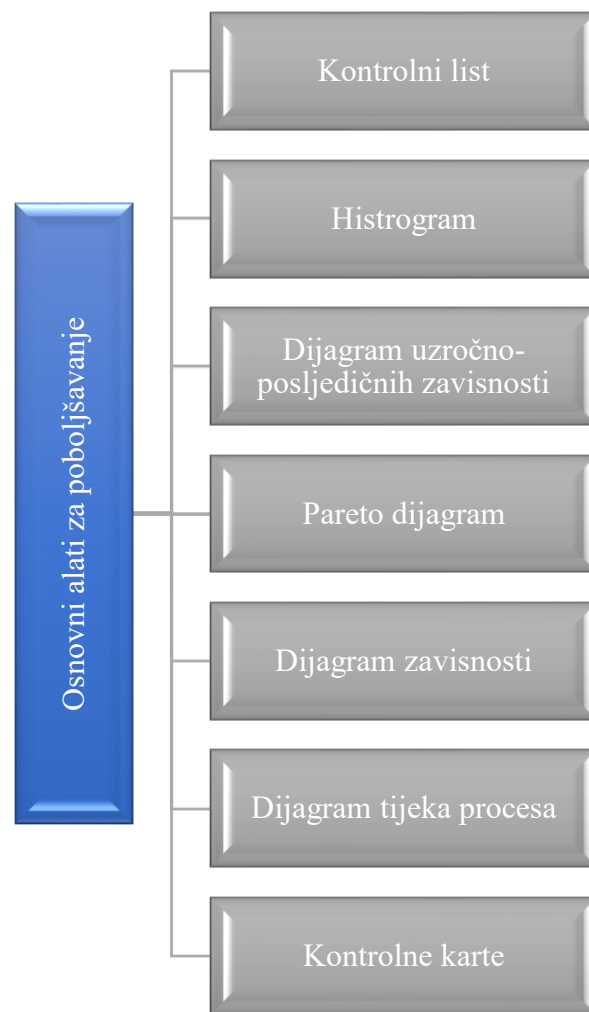 Osnovni alati za poboljšavanje
Kontrolni list
Histrogram
Dijagram uzročno-
posljedičnih zavisnosti
Pareto dijagram
Dijagram zavisnosti
Dijagram tijeka procesa
Kontrolne karte